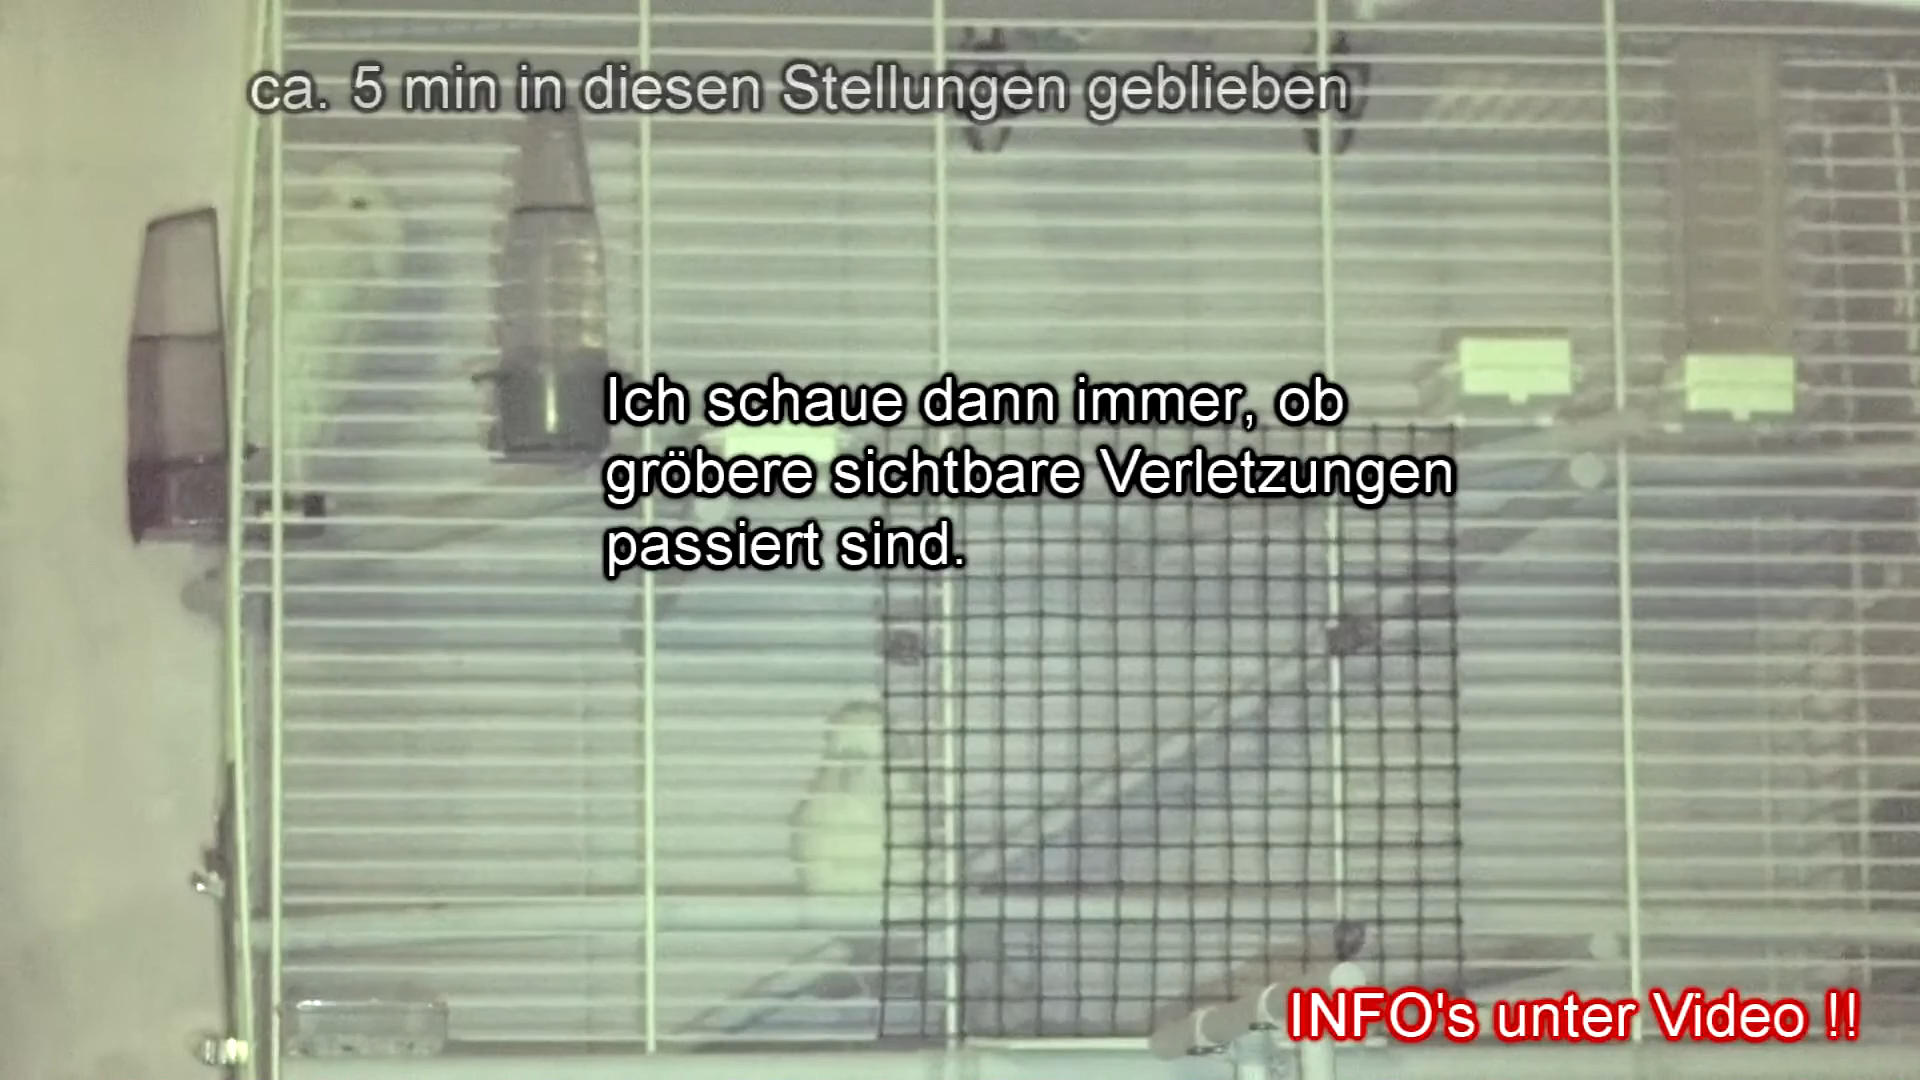 ca. 5 min in diesen Stellungen geblieben
Ich schaue dann immer, ob
gröbere sichtbare Verletzungen
passiert sind.
INFO's unter Video !!